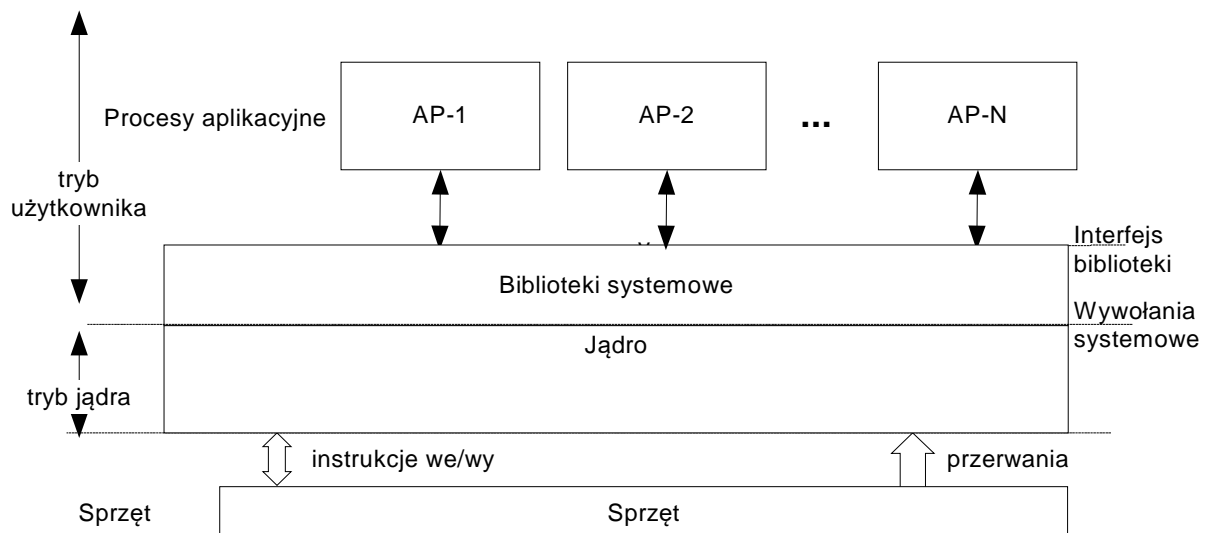 Procesy aplikacyjne
AP-1
AP-2
...
AP-N
tryb
użytkownika
Interfejs
biblioteki
Biblioteki systemowe
Wywołania
systemowe
Jądro
tryb jądra
instrukcje we/wy
przerwania
Sprzęt
Sprzęt